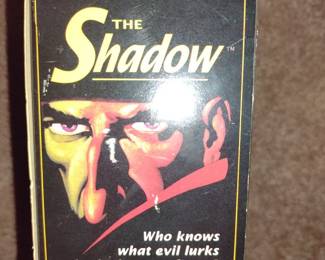 THE
Shadow™
Who knows
what evil lurks